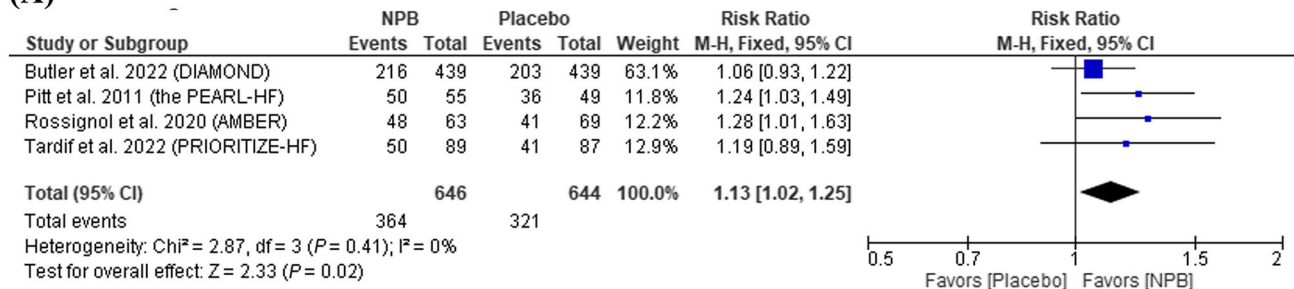 (A)
NPB Placebo Risk Ratio Risk Ratio
Study or Subgroup Events Total Events Total Weight M-H, Fixed, 95% CI M-H, Fixed, 95% CI
Butler et al. 2022 (DIAMOND) 216 439 203 439 63.1% 1.06 [0.93, 1.22]
Pitt et al. 2011 (the PEARL-HF) 50 55 36 49 11.8% 1.24 [1.03, 1.49]
Rossignol et al. 2020 (AMBER) 48 63 41 69 12.2% 1.28 [1.01, 1.63]
Tardif et al. 2022 (PRIORITIZE-HF) 50 89 41 87 12.9% 1.19 [0.89, 1.59]
Total (95% CI) 646 644 100.0% 1.13 [1.02, 1.25]
Total events 364 321
Heterogeneity: Chi² = 2.87, df = 3 (P = 0.41); I² = 0%
Test for overall effect: Z = 2.33 (P = 0.02)
0.5 0.7 1 1.5 2
Favors [Placebo] Favors [NPB]